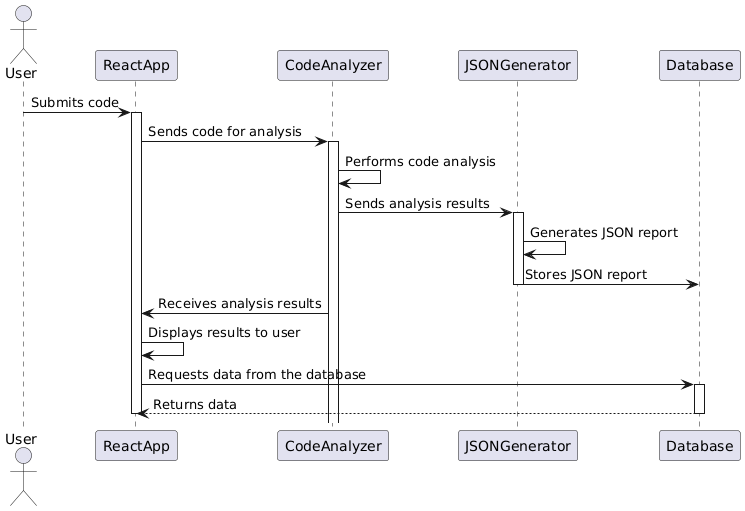 User
ReactApp
CodeAnalyzer
JSONGenerator
Database
Submits code
Sends code for analysis
Performs code analysis
Sends analysis results
Generates JSON report
Stores JSON report
Receives analysis results
Displays results to user
Requests data from the database
Returns data
User
ReactApp
CodeAnalyzer
JSONGenerator
Database